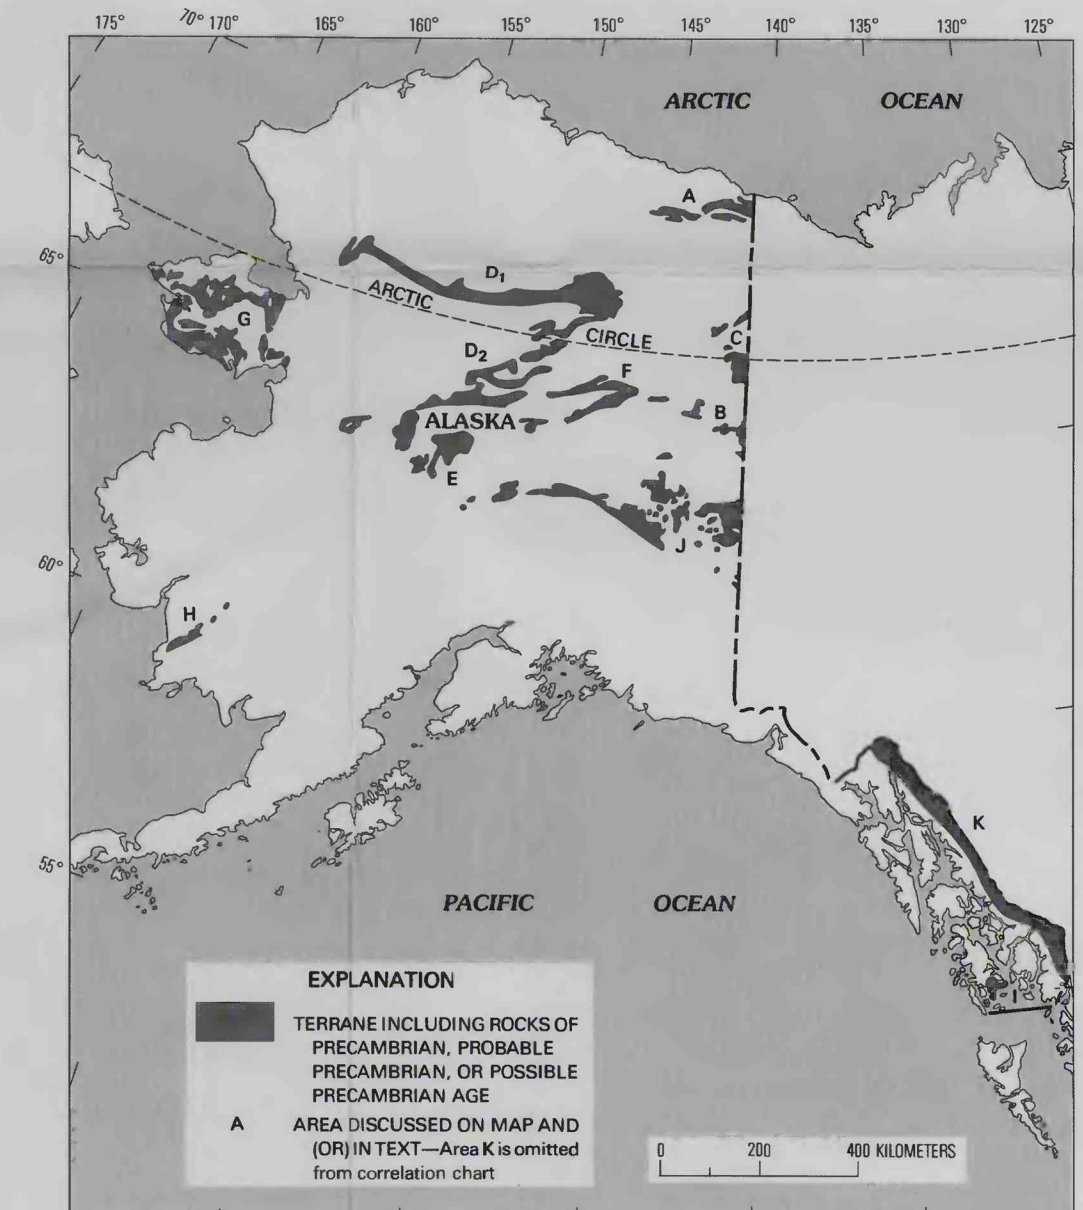 175° 70° 170° 165° 160° 155° 150° 145° 140° 135° 130° 125°
ARCTIC OCEAN
A
65°
D1
ARCTIC
CIRCLE
G
C
D2
F
B
ALASKA
E
60°
J
H
K
55°
PACIFIC OCEAN
I
EXPLANATION
TERRANE INCLUDING ROCKS OF
PRECAMBRIAN, PROBABLE
PRECAMBRIAN, OR POSSIBLE
PRECAMBRIAN AGE
A AREA DISCUSSED ON MAP AND
(OR) IN TEXT—Area K is omitted
from correlation chart
0 200 400 KILOMETERS